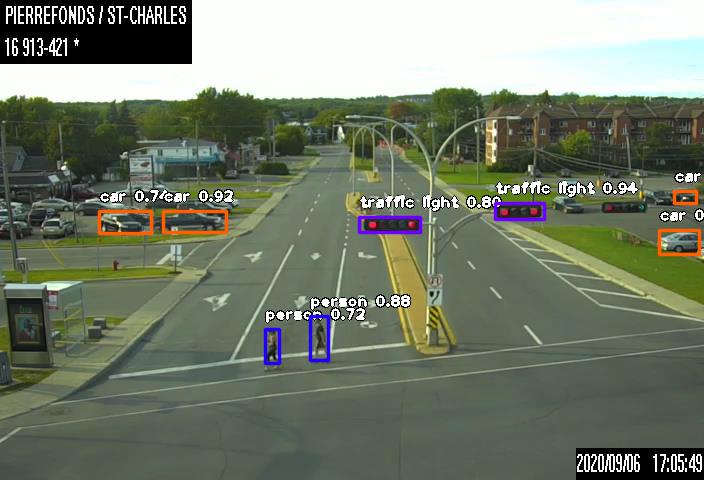 PIERREFONDS / ST-CHARLES
16 913-421 *
car 0.74
car 0.92
traffic light 0.80
traffic light 0.94
car
car 0
person 0.88
person 0.72
2020/09/06 17:05:49